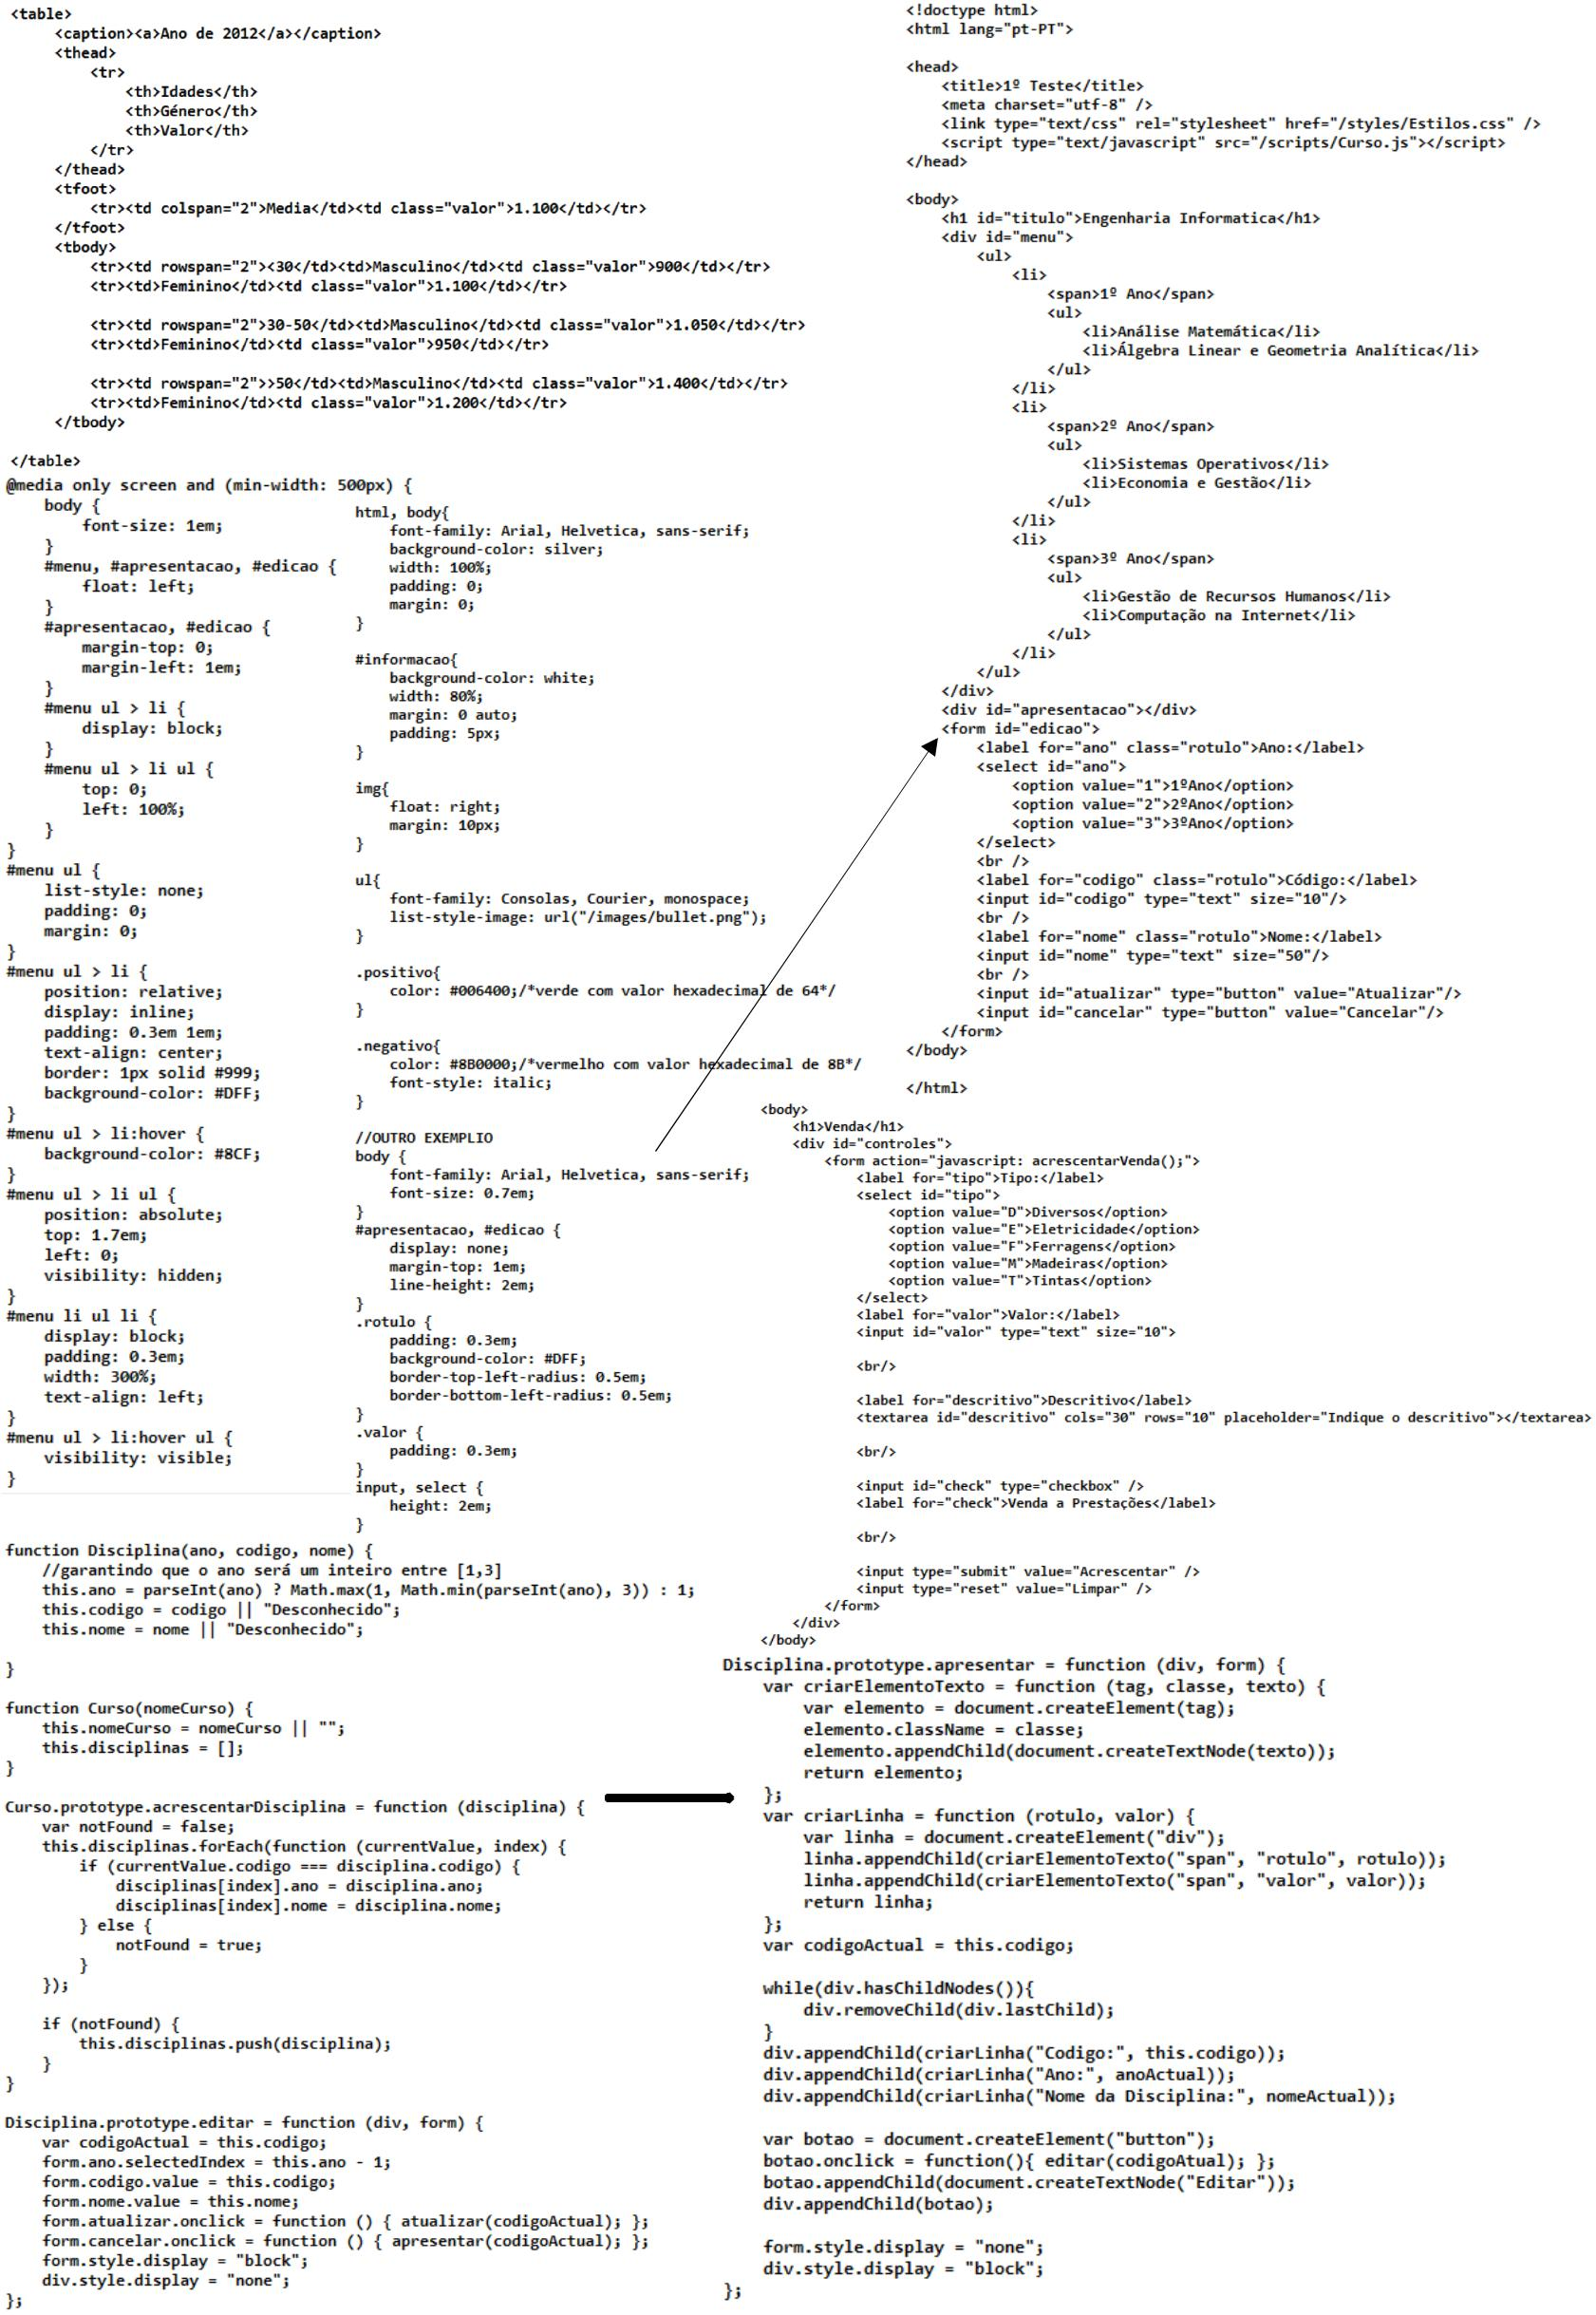 <table>
<caption><a>Ano de 2012</a></caption>
<thead>
<tr>
<th>Idades</th>
<th>Género</th>
<th>Valor</th>
</tr>
</thead>
<tfoot>
<tr><td colspan="2">Media</td><td class="valor">1.100</td></tr>
</tfoot>
<tbody>
<tr><td rowspan="2"><30</td><td>Masculino</td><td class="valor">900</td></tr>
<tr><td>Feminino</td><td class="valor">1.100</td></tr>
<tr><td rowspan="2">30-50</td><td>Masculino</td><td class="valor">1.050</td></tr>
<tr><td>Feminino</td><td class="valor">950</td></tr>
<tr><td rowspan="2">>50</td><td>Masculino</td><td class="valor">1.400</td></tr>
<tr><td>Feminino</td><td class="valor">1.200</td></tr>
</tbody>
</table>
@media only screen and (min-width: 500px) {
body {
font-size: 1em;
}
#menu, #apresentacao, #edicao {
float: left;
}
#apresentacao, #edicao {
margin-top: 0;
margin-left: 1em;
}
#menu ul > li {
display: block;
}
#menu ul > li ul {
top: 0;
left: 100%;
}
}
#menu ul {
list-style: none;
padding: 0;
margin: 0;
}
#menu ul > li {
position: relative;
display: inline;
padding: 0.3em 1em;
text-align: center;
border: 1px solid #999;
background-color: #DFF;
}
#menu ul > li:hover {
background-color: #8CF;
}
#menu ul > li ul {
position: absolute;
top: 1.7em;
left: 0;
visibility: hidden;
}
#menu li ul li {
display: block;
padding: 0.3em;
width: 300%;
text-align: left;
}
#menu ul > li:hover ul {
visibility: visible;
}
html, body{
font-family: Arial, Helvetica, sans-serif;
background-color: silver;
width: 100%;
padding: 0;
margin: 0;
}
#informacao{
background-color: white;
width: 80%;
margin: 0 auto;
padding: 5px;
}
img{
float: right;
margin: 10px;
}
ul{
font-family: Consolas, Courier, monospace;
list-style-image: url("/images/bullet.png");
}
.positivo{
color: #006400;/*verde com valor hexadecimal de 64*/
}
.negativo{
color: #8B0000;/*vermelho com valor hexadecimal de 8B*/
font-style: italic;
}
//OUTRO EXEMPLIO
body {
font-family: Arial, Helvetica, sans-serif;
font-size: 0.7em;
}
#apresentacao, #edicao {
display: none;
margin-top: 1em;
line-height: 2em;
}
.rotulo {
padding: 0.3em;
background-color: #DFF;
border-top-left-radius: 0.5em;
border-bottom-left-radius: 0.5em;
}
.valor {
padding: 0.3em;
}
input, select {
height: 2em;
}
<!doctype html>
<html lang="pt-PT">
<head>
<title>1º Teste</title>
<meta charset="utf-8" />
<link type="text/css" rel="stylesheet" href="/styles/Estilos.css" />
<script type="text/javascript" src="/scripts/Curso.js"></script>
</head>
<body>
<h1 id="titulo">Engenharia Informatica</h1>
<div id="menu">
<ul>
<li>
<span>1º Ano</span>
<ul>
<li>Análise Matemática</li>
<li>Álgebra Linear e Geometria Analítica</li>
</ul>
</li>
<li>
<span>2º Ano</span>
<ul>
<li>Sistemas Operativos</li>
<li>Economia e Gestão</li>
</ul>
</li>
<li>
<span>3º Ano</span>
<ul>
<li>Gestão de Recursos Humanos</li>
<li>Computação na Internet</li>
</ul>
</li>
</ul>
</div>
<div id="apresentacao"></div>
<form id="edicao">
<label for="ano" class="rotulo">Ano:</label>
<select id="ano">
<option value="1">1ºAno</option>
<option value="2">2ºAno</option>
<option value="3">3ºAno</option>
</select>
<br />
<label for="codigo" class="rotulo">Código:</label>
<input id="codigo" type="text" size="10"/>
<br />
<label for="nome" class="rotulo">Nome:</label>
<input id="nome" type="text" size="50"/>
<br />
<input id="atualizar" type="button" value="Atualizar"/>
<input id="cancelar" type="button" value="Cancelar"/>
</form>
</body>
</html>
<body>
<h1>Venda</h1>
<div id="controles">
<form action="javascript: acrescentarVenda();">
<label for="tipo">Tipo:</label>
<select id="tipo">
<option value="D">Diversos</option>
<option value="E">Eletricidade</option>
<option value="F">Ferragens</option>
<option value="M">Madeiras</option>
<option value="T">Tintas</option>
</select>
<label for="valor">Valor:</label>
<input id="valor" type="text" size="10">
<br/>
<label for="descritivo">Descritivo</label>
<textarea id="descritivo" cols="30" rows="10" placeholder="Indique o descritivo"></textarea>
<br/>
<input id="check" type="checkbox" />
<label for="check">Venda a Prestações</label>
<br/>
<input type="submit" value="Acrescentar" />
<input type="reset" value="Limpar" />
</form>
</div>
</body>
function Disciplina(ano, codigo, nome) {
//garantindo que o ano será um inteiro entre [1,3]
this.ano = parseInt(ano) ? Math.max(1, Math.min(parseInt(ano), 3)) : 1;
this.codigo = codigo || "Desconhecido";
this.nome = nome || "Desconhecido";
}
function Curso(nomeCurso) {
this.nomeCurso = nomeCurso || "";
this.disciplinas = [];
}
Curso.prototype.acrescentarDisciplina = function (disciplina) {
var notFound = false;
this.disciplinas.forEach(function (currentValue, index) {
if (currentValue.codigo === disciplina.codigo) {
disciplinas[index].ano = disciplina.ano;
disciplinas[index].nome = disciplina.nome;
} else {
notFound = true;
}
});
if (notFound) {
this.disciplinas.push(disciplina);
}
}
Disciplina.prototype.editar = function (div, form) {
var codigoActual = this.codigo;
form.ano.selectedIndex = this.ano - 1;
form.codigo.value = this.codigo;
form.nome.value = this.nome;
form.atualizar.onclick = function () { atualizar(codigoActual); };
form.cancelar.onclick = function () { apresentar(codigoActual); };
form.style.display = "block";
div.style.display = "none";
};
Disciplina.prototype.apresentar = function (div, form) {
var criarElementoTexto = function (tag, classe, texto) {
var elemento = document.createElement(tag);
elemento.className = classe;
elemento.appendChild(document.createTextNode(texto));
return elemento;
};
var criarLinha = function (rotulo, valor) {
var linha = document.createElement("div");
linha.appendChild(criarElementoTexto("span", "rotulo", rotulo));
linha.appendChild(criarElementoTexto("span", "valor", valor));
return linha;
};
var codigoActual = this.codigo;
while(div.hasChildNodes()){
div.removeChild(div.lastChild);
}
div.appendChild(criarLinha("Codigo:", this.codigo));
div.appendChild(criarLinha("Ano:", anoActual));
div.appendChild(criarLinha("Nome da Disciplina:", nomeActual));
var botao = document.createElement("button");
botao.onclick = function(){ editar(codigoAtual); };
botao.appendChild(document.createTextNode("Editar"));
div.appendChild(botao);
form.style.display = "none";
div.style.display = "block";
};